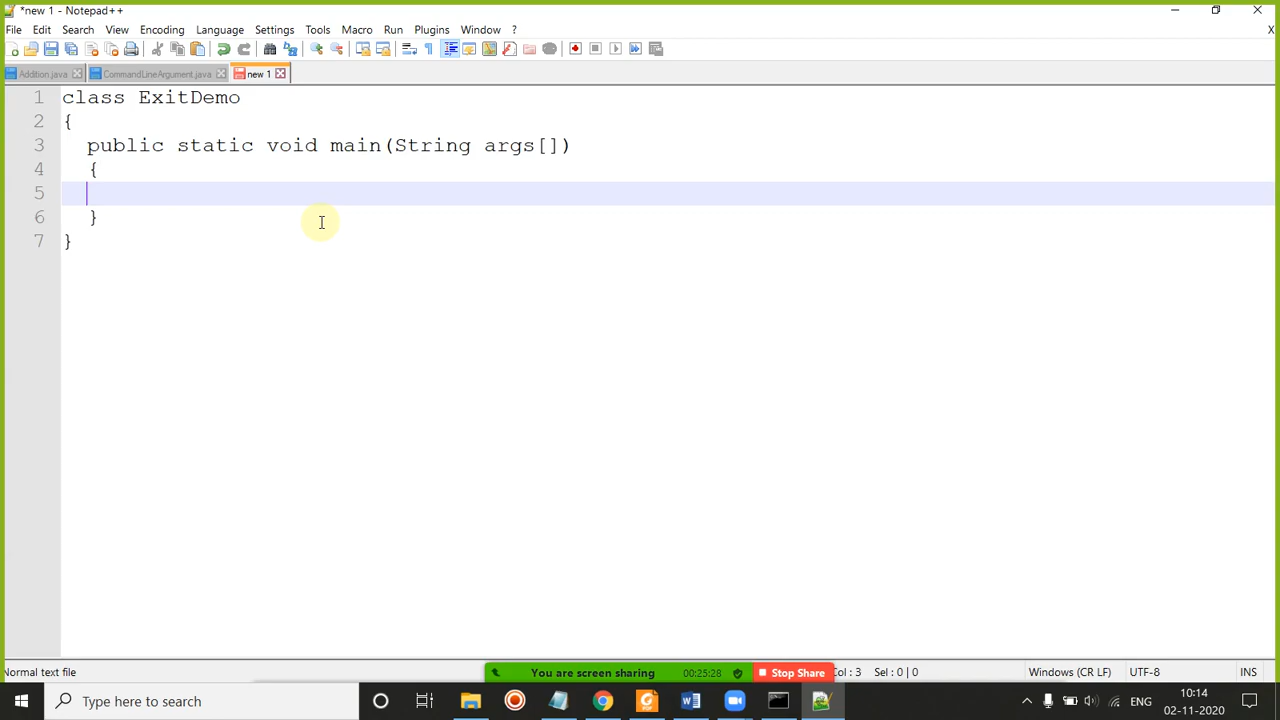 *new 1 - Notepad++
File Edit Search View Encoding Language Settings Tools Macro Run Plugins Window ? X
Addition.java CommandLineArgument.java new 1
1 class ExitDemo
2 {
3 public static void main(String args[])
4 {
5
6 }
7 }
Normal text file You are screen sharing 00:25:28 Stop Share Col : 3 Sel : 0 | 0 Windows (CR LF) UTF-8 INS
Type here to search ENG 10:14
02-11-2020